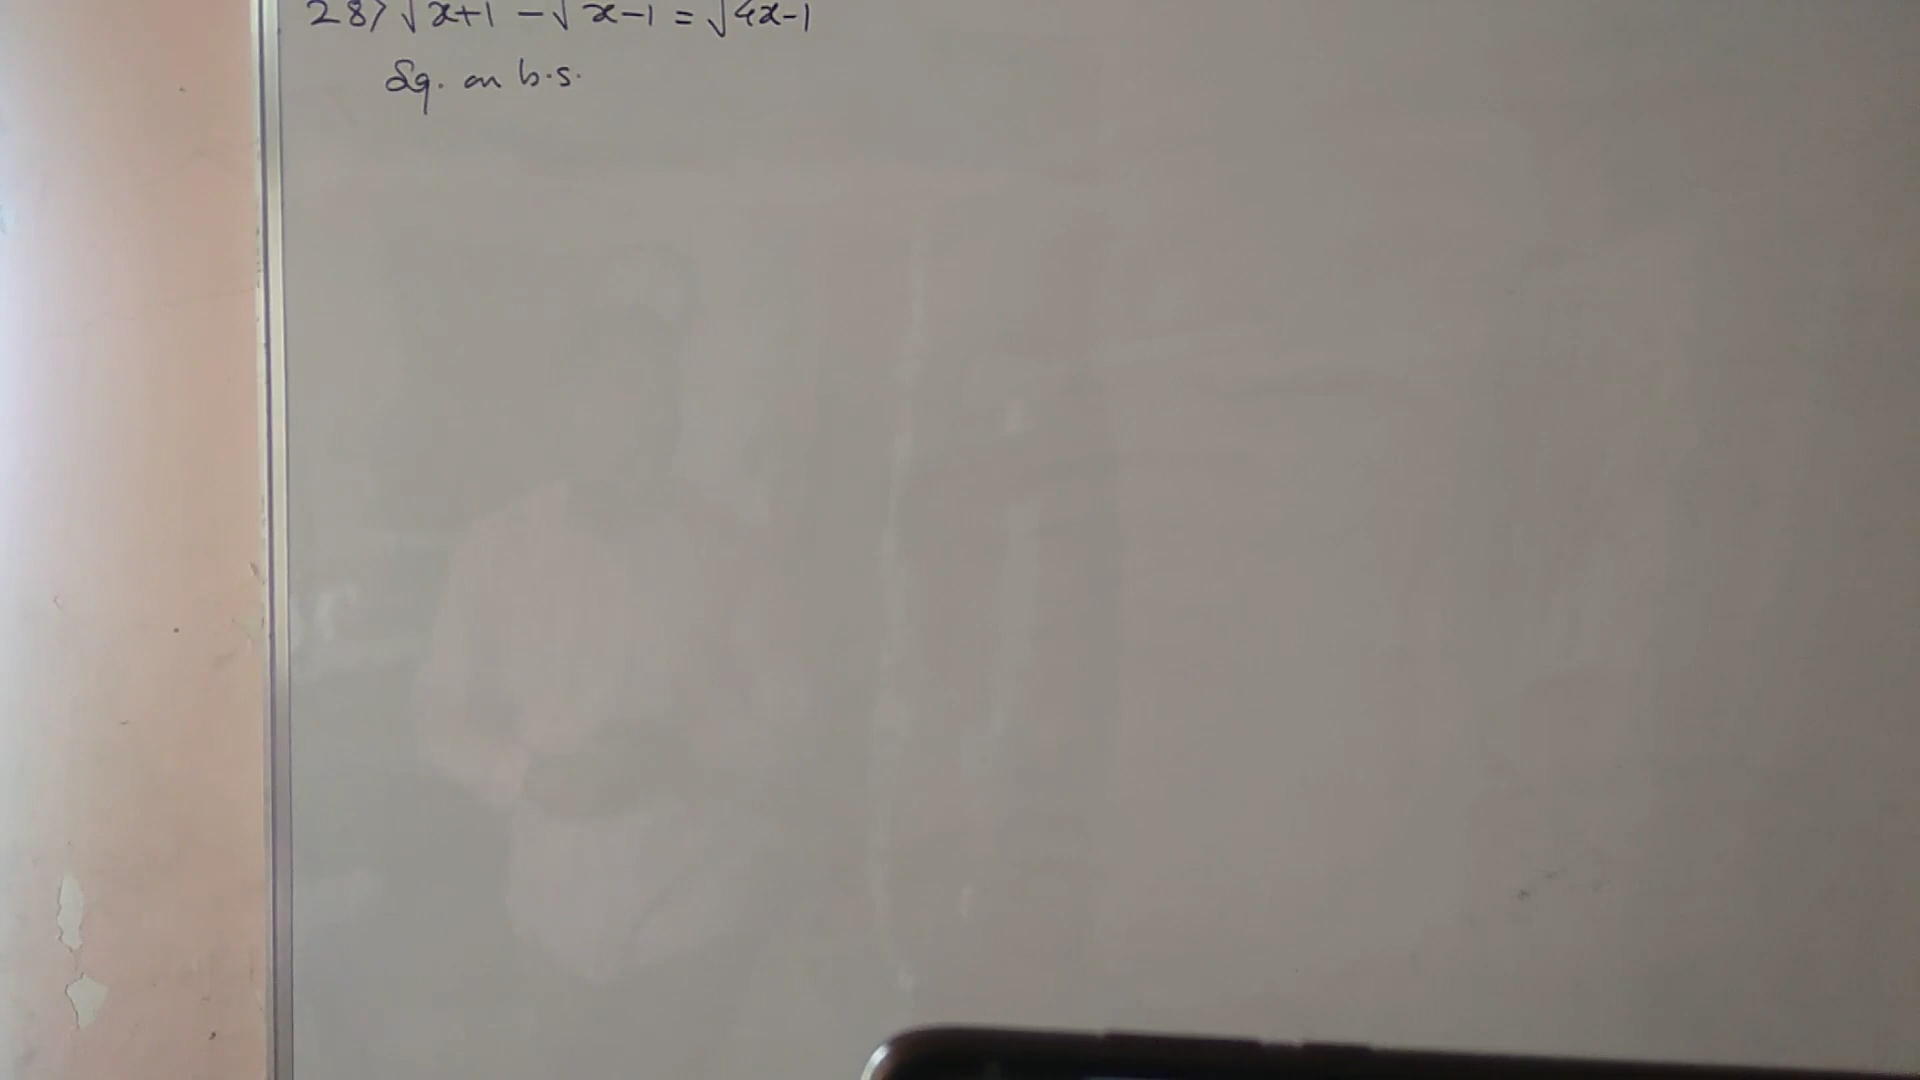 28) √x+1 - √x-1 = √4x-1
Sq. on b.s.